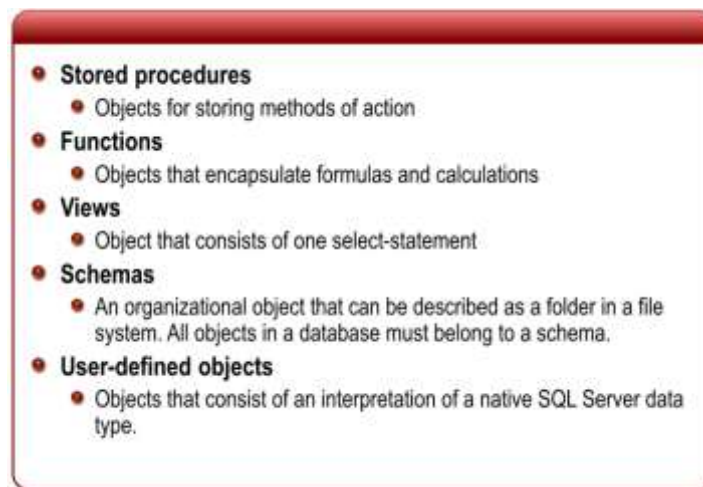 Stored procedures
Objects for storing methods of action
Functions
Objects that encapsulate formulas and calculations
Views
Object that consists of one select-statement
Schemas
An organizational object that can be described as a folder in a file
system. All objects in a database must belong to a schema.
User-defined objects
Objects that consist of an interpretation of a native SQL Server data
type.